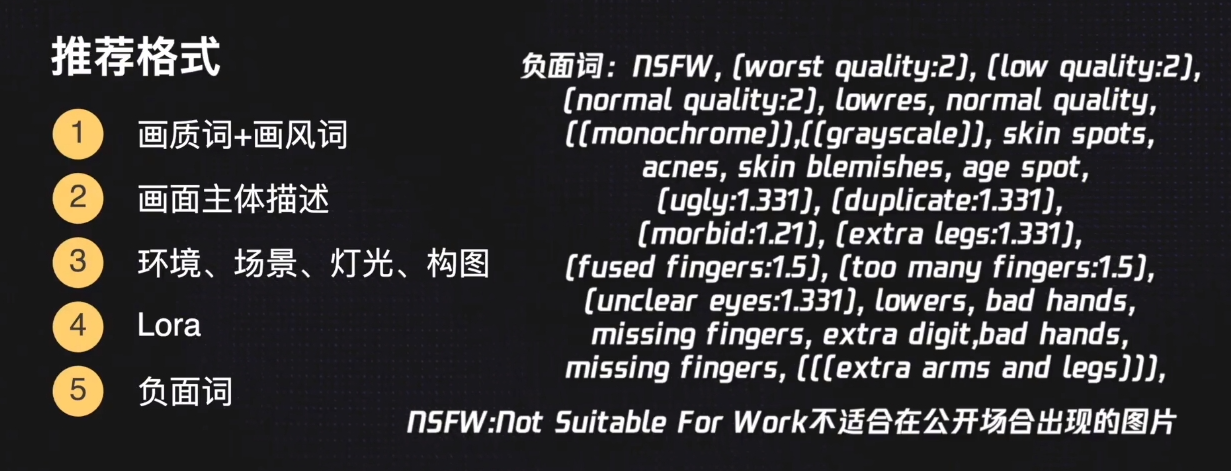 推荐格式
1 画质词+画风词
2 画面主体描述
3 环境、场景、灯光、构图
4 Lora
5 负面词
负面词：NSFW, (worst quality:2), (low quality:2),
(normal quality:2), lowres, normal quality,
((monochrome)),((grayscale)), skin spots,
acnes, skin blemishes, age spot,
(ugly:1.331), (duplicate:1.331),
(morbid:1.21), (extra legs:1.331),
(fused fingers:1.5), (too many fingers:1.5),
(unclear eyes:1.331), lowers, bad hands,
missing fingers, extra digit,bad hands,
missing fingers, (((extra arms and legs))),
NSFW:Not Suitable For Work不适合在公开场合出现的图片